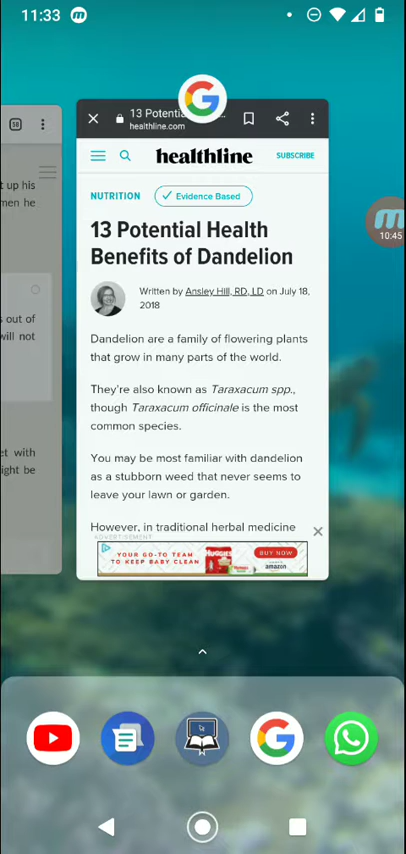 11:33
10:45
58
13 Potentia
healthline.com
healthline
SUBSCRIBE
NUTRITION
Evidence Based
13 Potential Health
Benefits of Dandelion
Written by Ansley Hill, RD, LD on July 18,
2018
Dandelion are a family of flowering plants
that grow in many parts of the world.
They're also known as Taraxacum spp.,
though Taraxacum officinale is the most
common species.
You may be most familiar with dandelion
as a stubborn weed that never seems to
leave your lawn or garden.
However, in traditional herbal medicine
ADVERTISEMENT
YOUR GO-TO TEAM
TO KEEP BABY CLEAN
HUGGIES
BUY NOW
amazon
t up his
men he
s out of
will not
et with
ight be